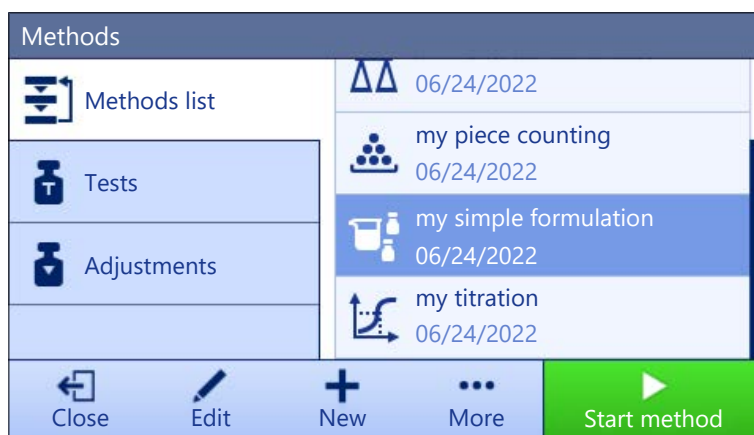 Methods
Methods list
Tests
Adjustments
06/24/2022
my piece counting
06/24/2022
my simple formulation
06/24/2022
my titration
06/24/2022
Close
Edit
New
More
Start method